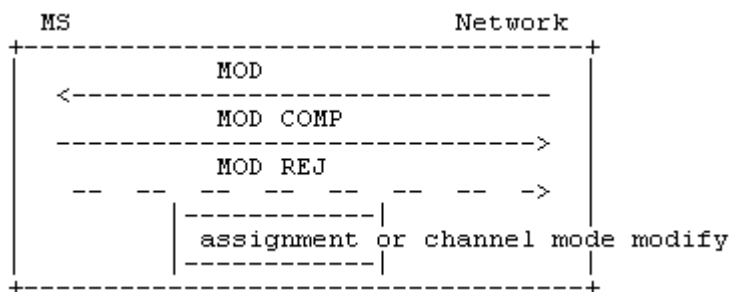 MS Network
MOD
MOD COMP
MOD REJ
assignment or channel mode modify